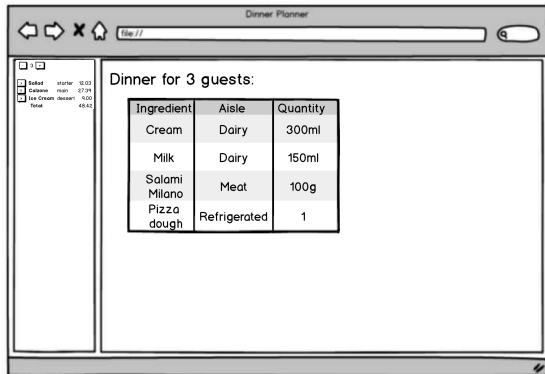 Dinner Planner
file://
3
Salad starter 12.03
Calzone main 27.39
Ice Cream dessert 9.00
Total 48.42
Dinner for 3 guests:
Ingredient Aisle Quantity
Cream Dairy 300ml
Milk Dairy 150ml
Salami Milano Meat 100g
Pizza dough Refrigerated 1